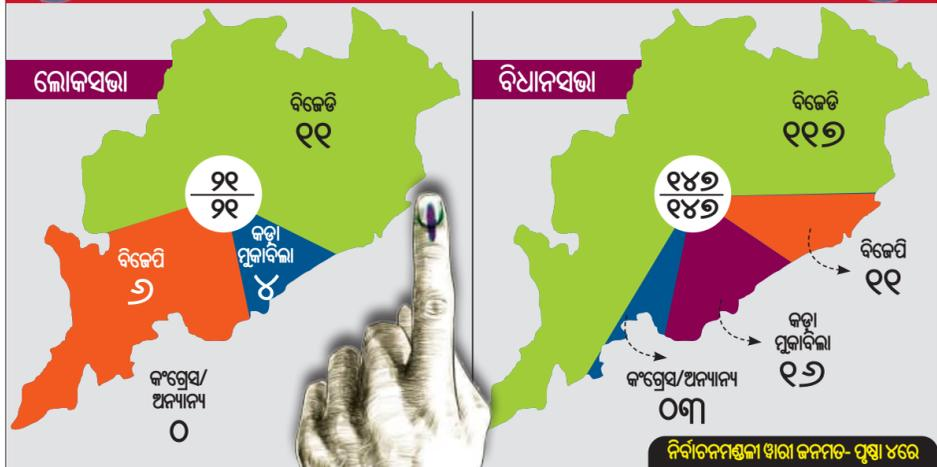 ଲୋକସଭା
ବିଜେଡି
୧୧
୨୧
୨୧
ବିଜେପି
୬
କଡ଼ା
ମୁକାବିଲା
୪
କଂଗ୍ରେସ/
ଅନ୍ୟାନ୍ୟ
୦
ବିଧାନସଭା
ବିଜେଡି
୧୧୭
୧୪୭
୧୪୭
ବିଜେପି
୧୧
କଡ଼ା
ମୁକାବିଲା
୧୬
କଂଗ୍ରେସ/ଅନ୍ୟାନ୍ୟ
୦୩
ନିର୍ବାଚନମଣ୍ଡଳୀ ୱାରୀ ଜନମତ- ପୃଷ୍ଠା ୪ରେ